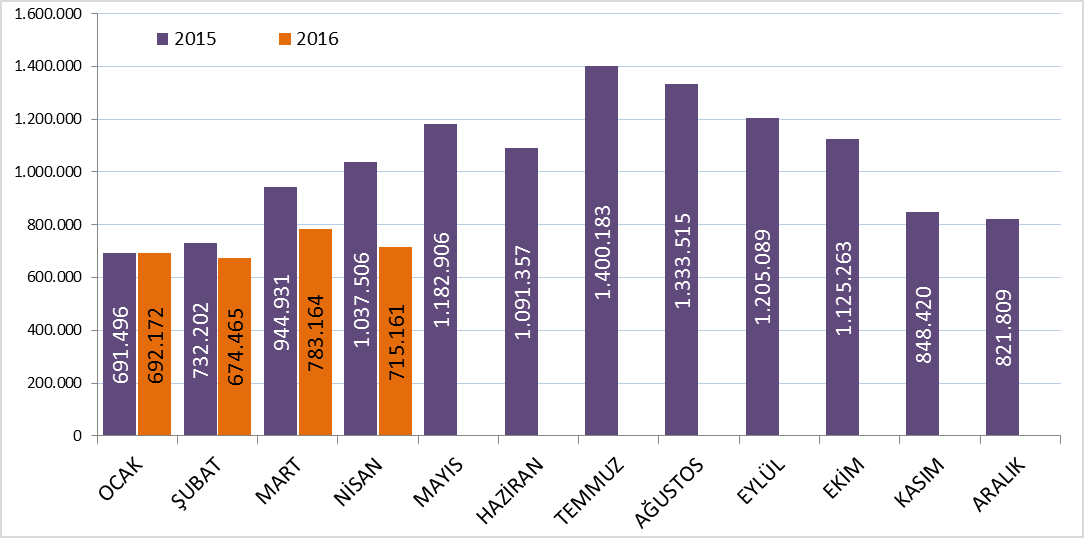 1.600.000
1.400.000
1.200.000
1.000.000
800.000
600.000
400.000
200.000
0
2015
2016
691.496
692.172
732.202
674.465
944.931
783.164
1.037.506
715.161
1.182.906
1.091.357
1.400.183
1.333.515
1.205.089
1.125.263
848.420
821.809
OCAK
ŞUBAT
MART
NİSAN
MAYIS
HAZİRAN
TEMMUZ
AĞUSTOS
EYLÜL
EKİM
KASIM
ARALIK